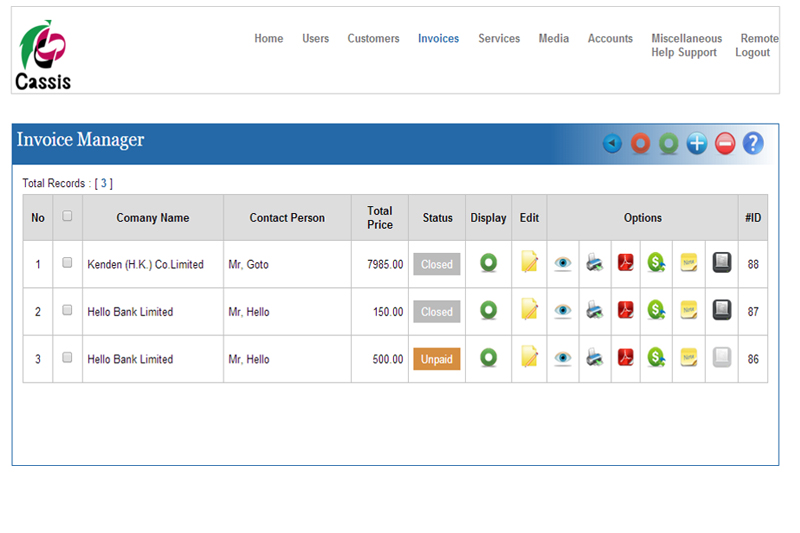 Cassis
Home Users Customers Invoices Services Media Accounts Miscellaneous Remote
Help Support Logout
Invoice Manager
Total Records : [ 3 ]
No Comany Name Contact Person Total Price Status Display Edit Options #ID
1 Kenden (H.K.) Co.Limited Mr, Goto 7985.00 Closed 88
2 Hello Bank Limited Mr, Hello 150.00 Closed 87
3 Hello Bank Limited Mr, Hello 500.00 Unpaid 86